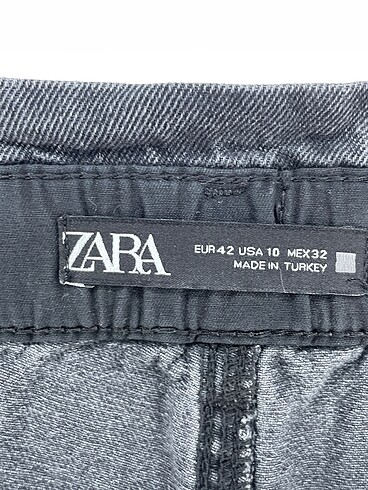 ZARA
EUR 42 USA 10 MEX 32
MADE IN TURKEY